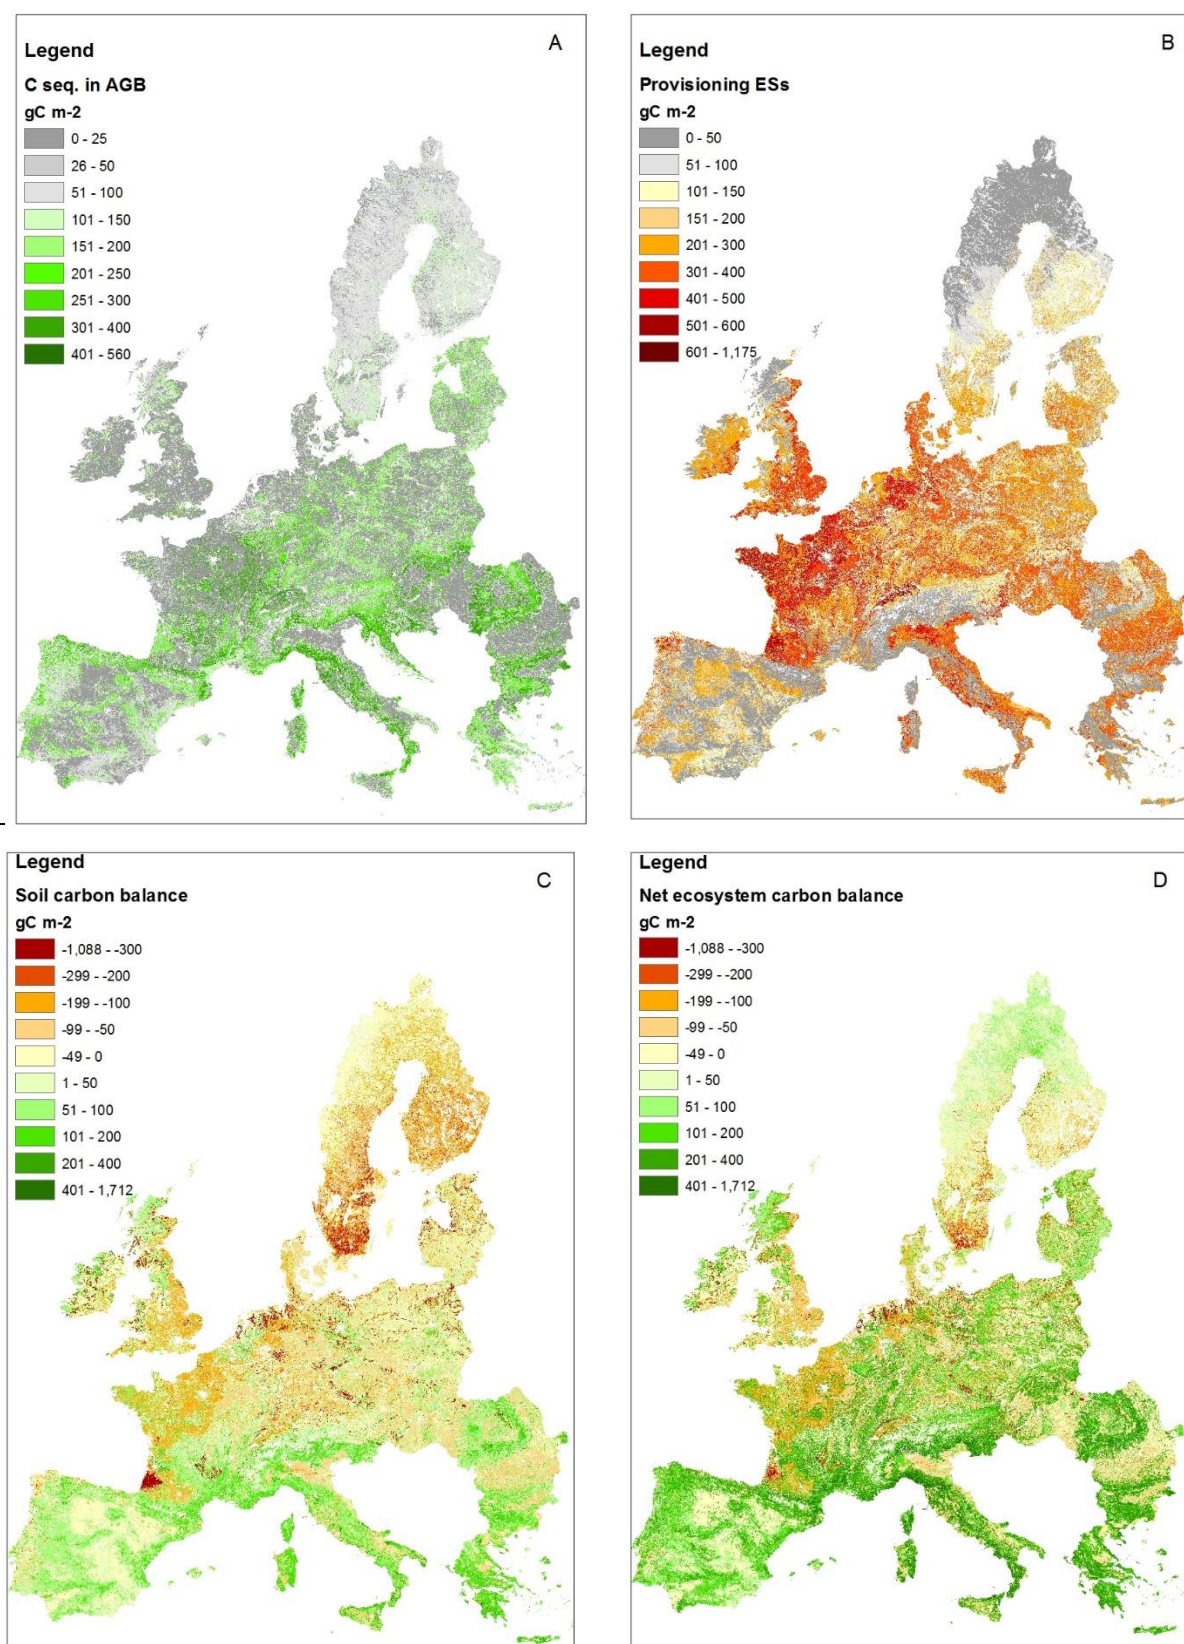 Legend
A
C seq. in AGB
gC m-2
0 - 25
26 - 50
51 - 100
101 - 150
151 - 200
201 - 250
251 - 300
301 - 400
401 - 560
Legend
B
Provisioning ESs
gC m-2
0 - 50
51 - 100
101 - 150
151 - 200
201 - 300
301 - 400
401 - 500
501 - 600
601 - 1,175
Legend
C
Soil carbon balance
gC m-2
-1,088 - -300
-299 - -200
-199 - -100
-99 - -50
-49 - 0
1 - 50
51 - 100
101 - 200
201 - 400
401 - 1,712
Legend
D
Net ecosystem carbon balance
gC m-2
-1,088 - -300
-299 - -200
-199 - -100
-99 - -50
-49 - 0
1 - 50
51 - 100
101 - 200
201 - 400
401 - 1,712